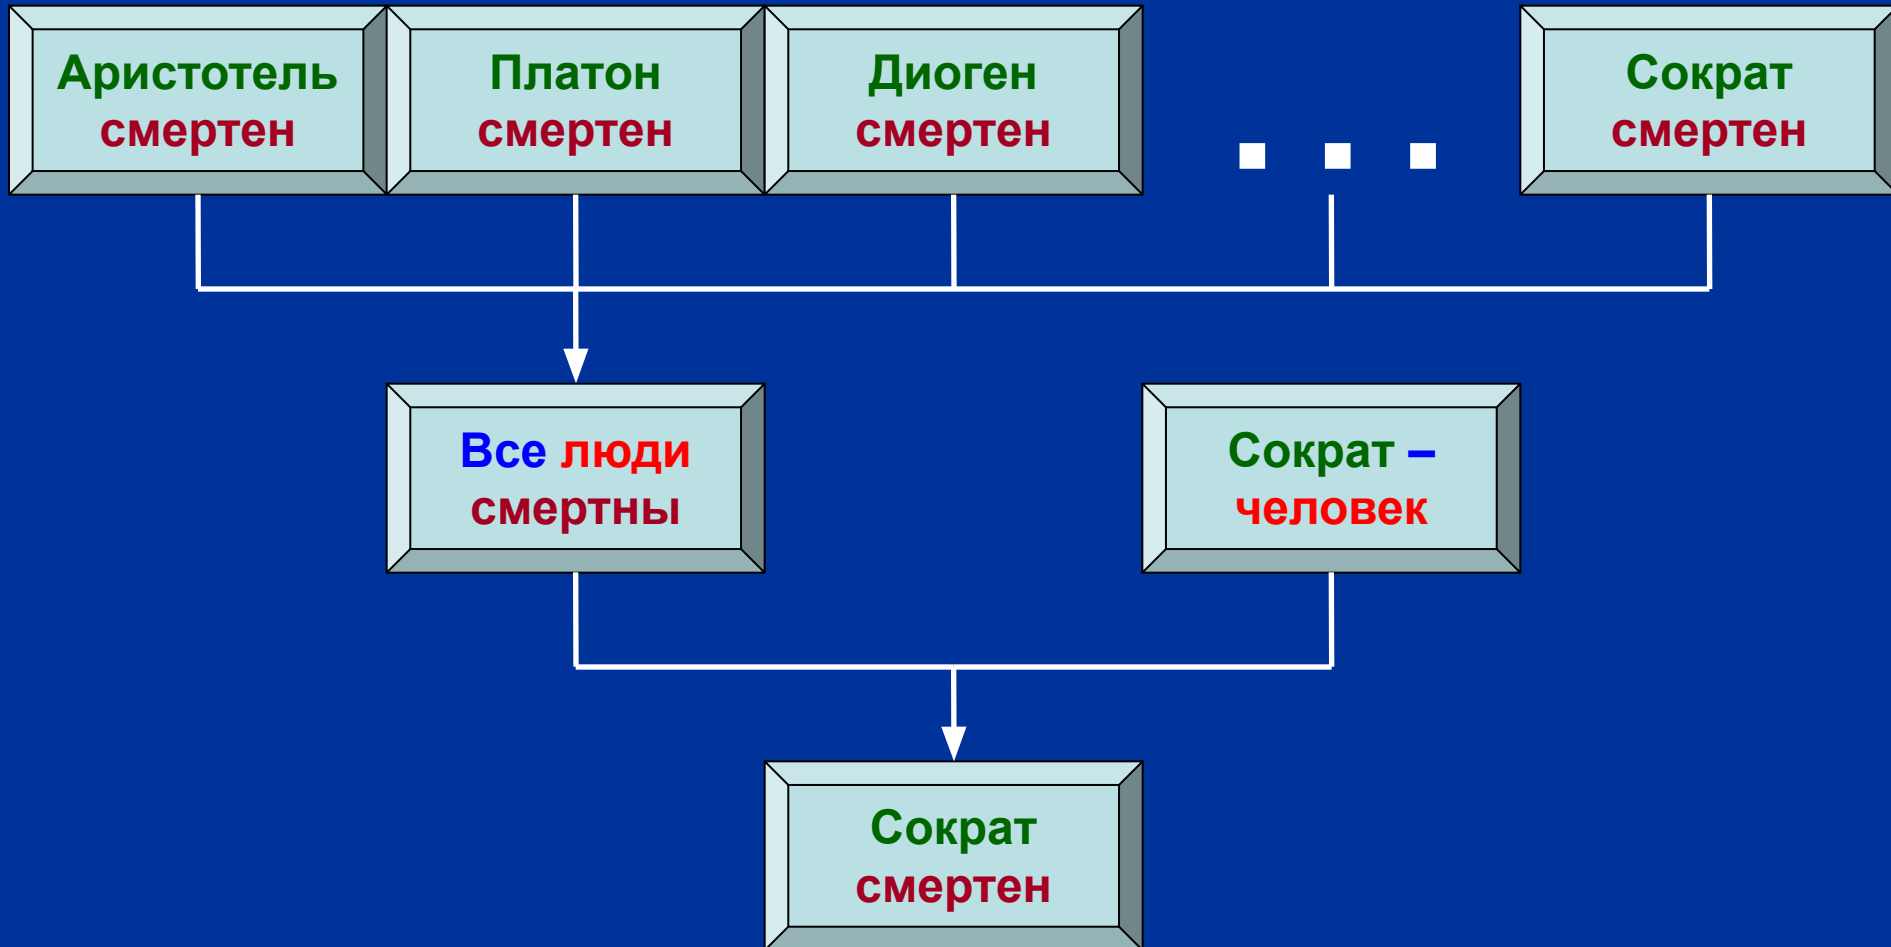 Аристотель
смертен
Платон
смертен
Диоген
смертен
. . .
Сократ
смертен
Все люди
смертны
Сократ –
человек
Сократ
смертен